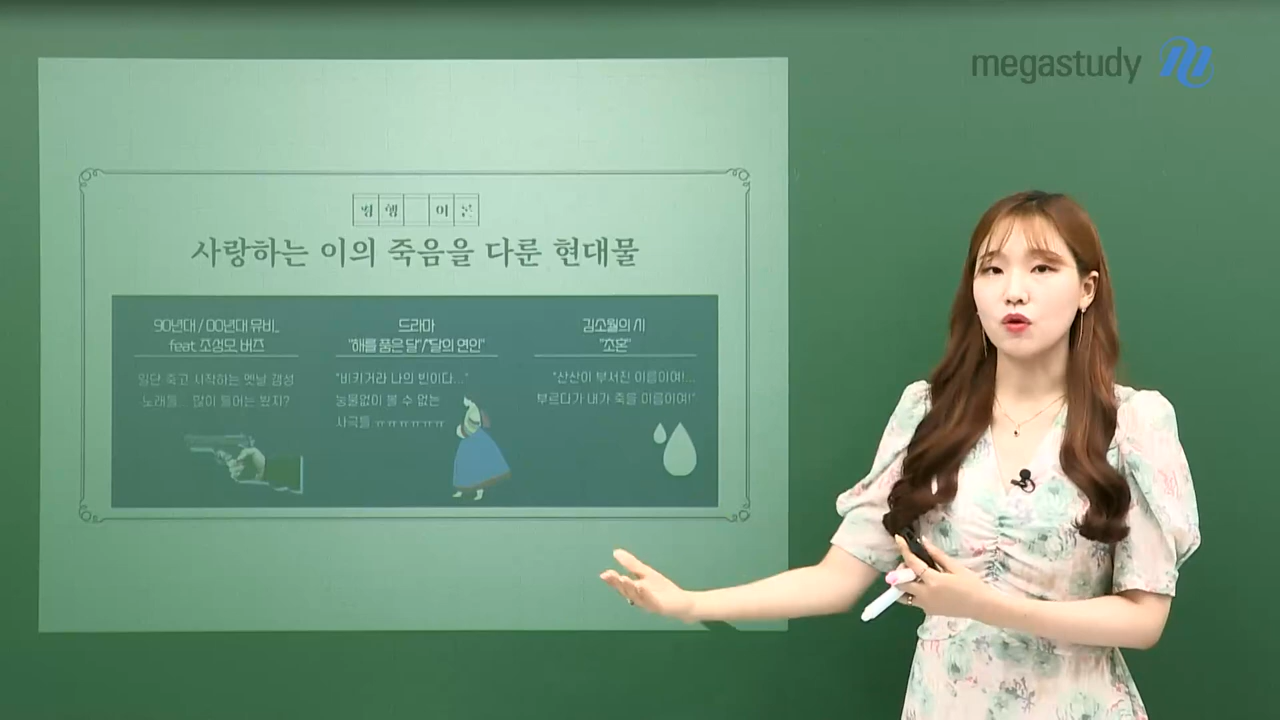 megastudy
평행 이론
사랑하는 이의 죽음을 다룬 현대물
90년대 / 00년대 뮤비_
feat 조성모, 버즈
일단 죽고 시작하는 옛날 갬성
노래들... 많이 들어는 봤지?
드라마
"해를 품은 달"/"달의 연인"
"비키거라 나의 빈이다..."
눈물없이 볼 수 없는
사극들 ㅠㅠㅠㅠㅠㅠ
김소월의 시
"초혼"
"산산이 부서진 이름이여!...
부르다가 내가 죽을 이름이여!"